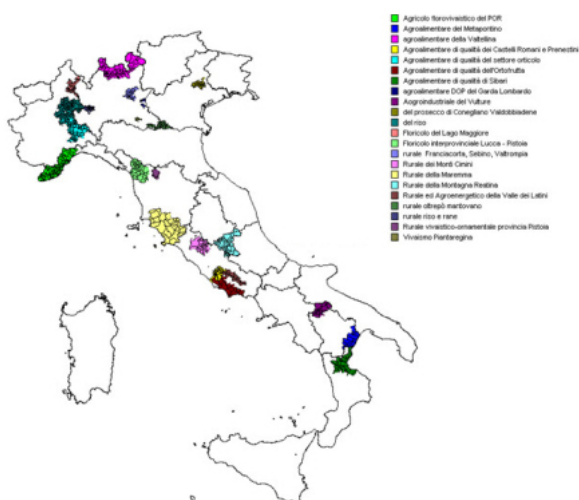 Agricolo florovivaistico del POR
Agroalimentare del Metapontino
agroalimentare della Valtellina
Agroalimentare di qualità dei Castelli Romani e Prenestini
Agroalimentare di qualità del settore orticolo
Agroalimentare di qualità dell'Ortofrutta
Agroalimentare di qualità di Sibari
agroalimentare DOP del Garda Lombardo
Aogroindustriale del Vulture
del prosecco di Conegliano Valdobbiadene
del riso
Floricolo del Lago Maggiore
Floricolo interprovinciale Lucca - Pistoia
rurale Franciacorta, Sebino, Valtrompia
Rurale dei Monti Cimini
Rurale della Maremma
Rurale della Montagna Reatina
Rurale ed Agroenergetico della Valle dei Latini
rurale oltrepò mantovano
rurale riso e rane
Rurale vivaistico-ornamentale provincia Pistoia
Vivaismo Piantaregina